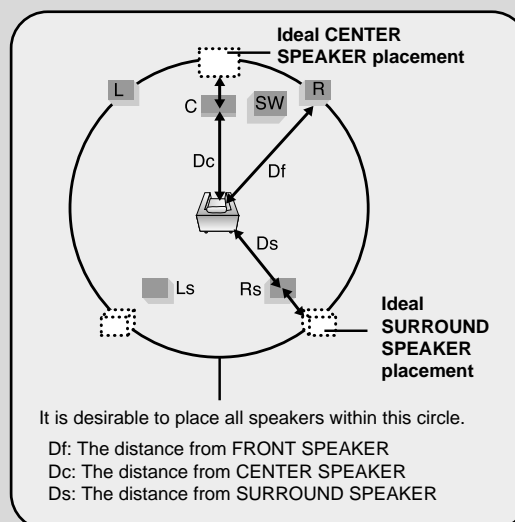 Ideal CENTER
SPEAKER placement
L
R
C
SW
Dc
Df
Ds
Ls
Rs
Ideal
SURROUND
SPEAKER
placement
It is desirable to place all speakers within this circle.
Df: The distance from FRONT SPEAKER
Dc: The distance from CENTER SPEAKER
Ds: The distance from SURROUND SPEAKER